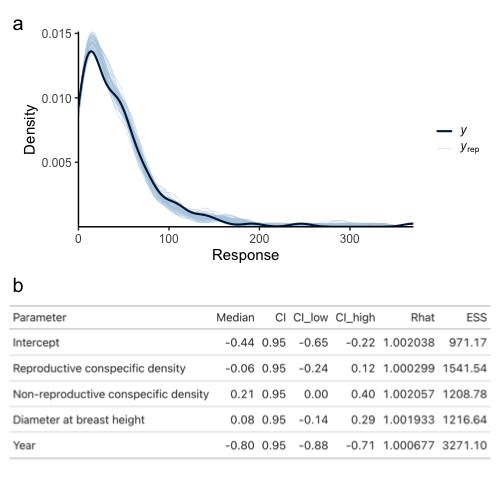 a
0.015
0.010
0.005
Density
0 100 200 300
Response
y
yrep
b
Parameter Median CI CI_low CI_high Rhat ESS
Intercept -0.44 0.95 -0.65 -0.22 1.002038 971.17
Reproductive conspecific density -0.06 0.95 -0.24 0.12 1.000299 1541.54
Non-reproductive conspecific density 0.21 0.95 0.00 0.40 1.002057 1208.78
Diameter at breast height 0.08 0.95 -0.14 0.29 1.001933 1216.64
Year -0.80 0.95 -0.88 -0.71 1.000677 3271.10